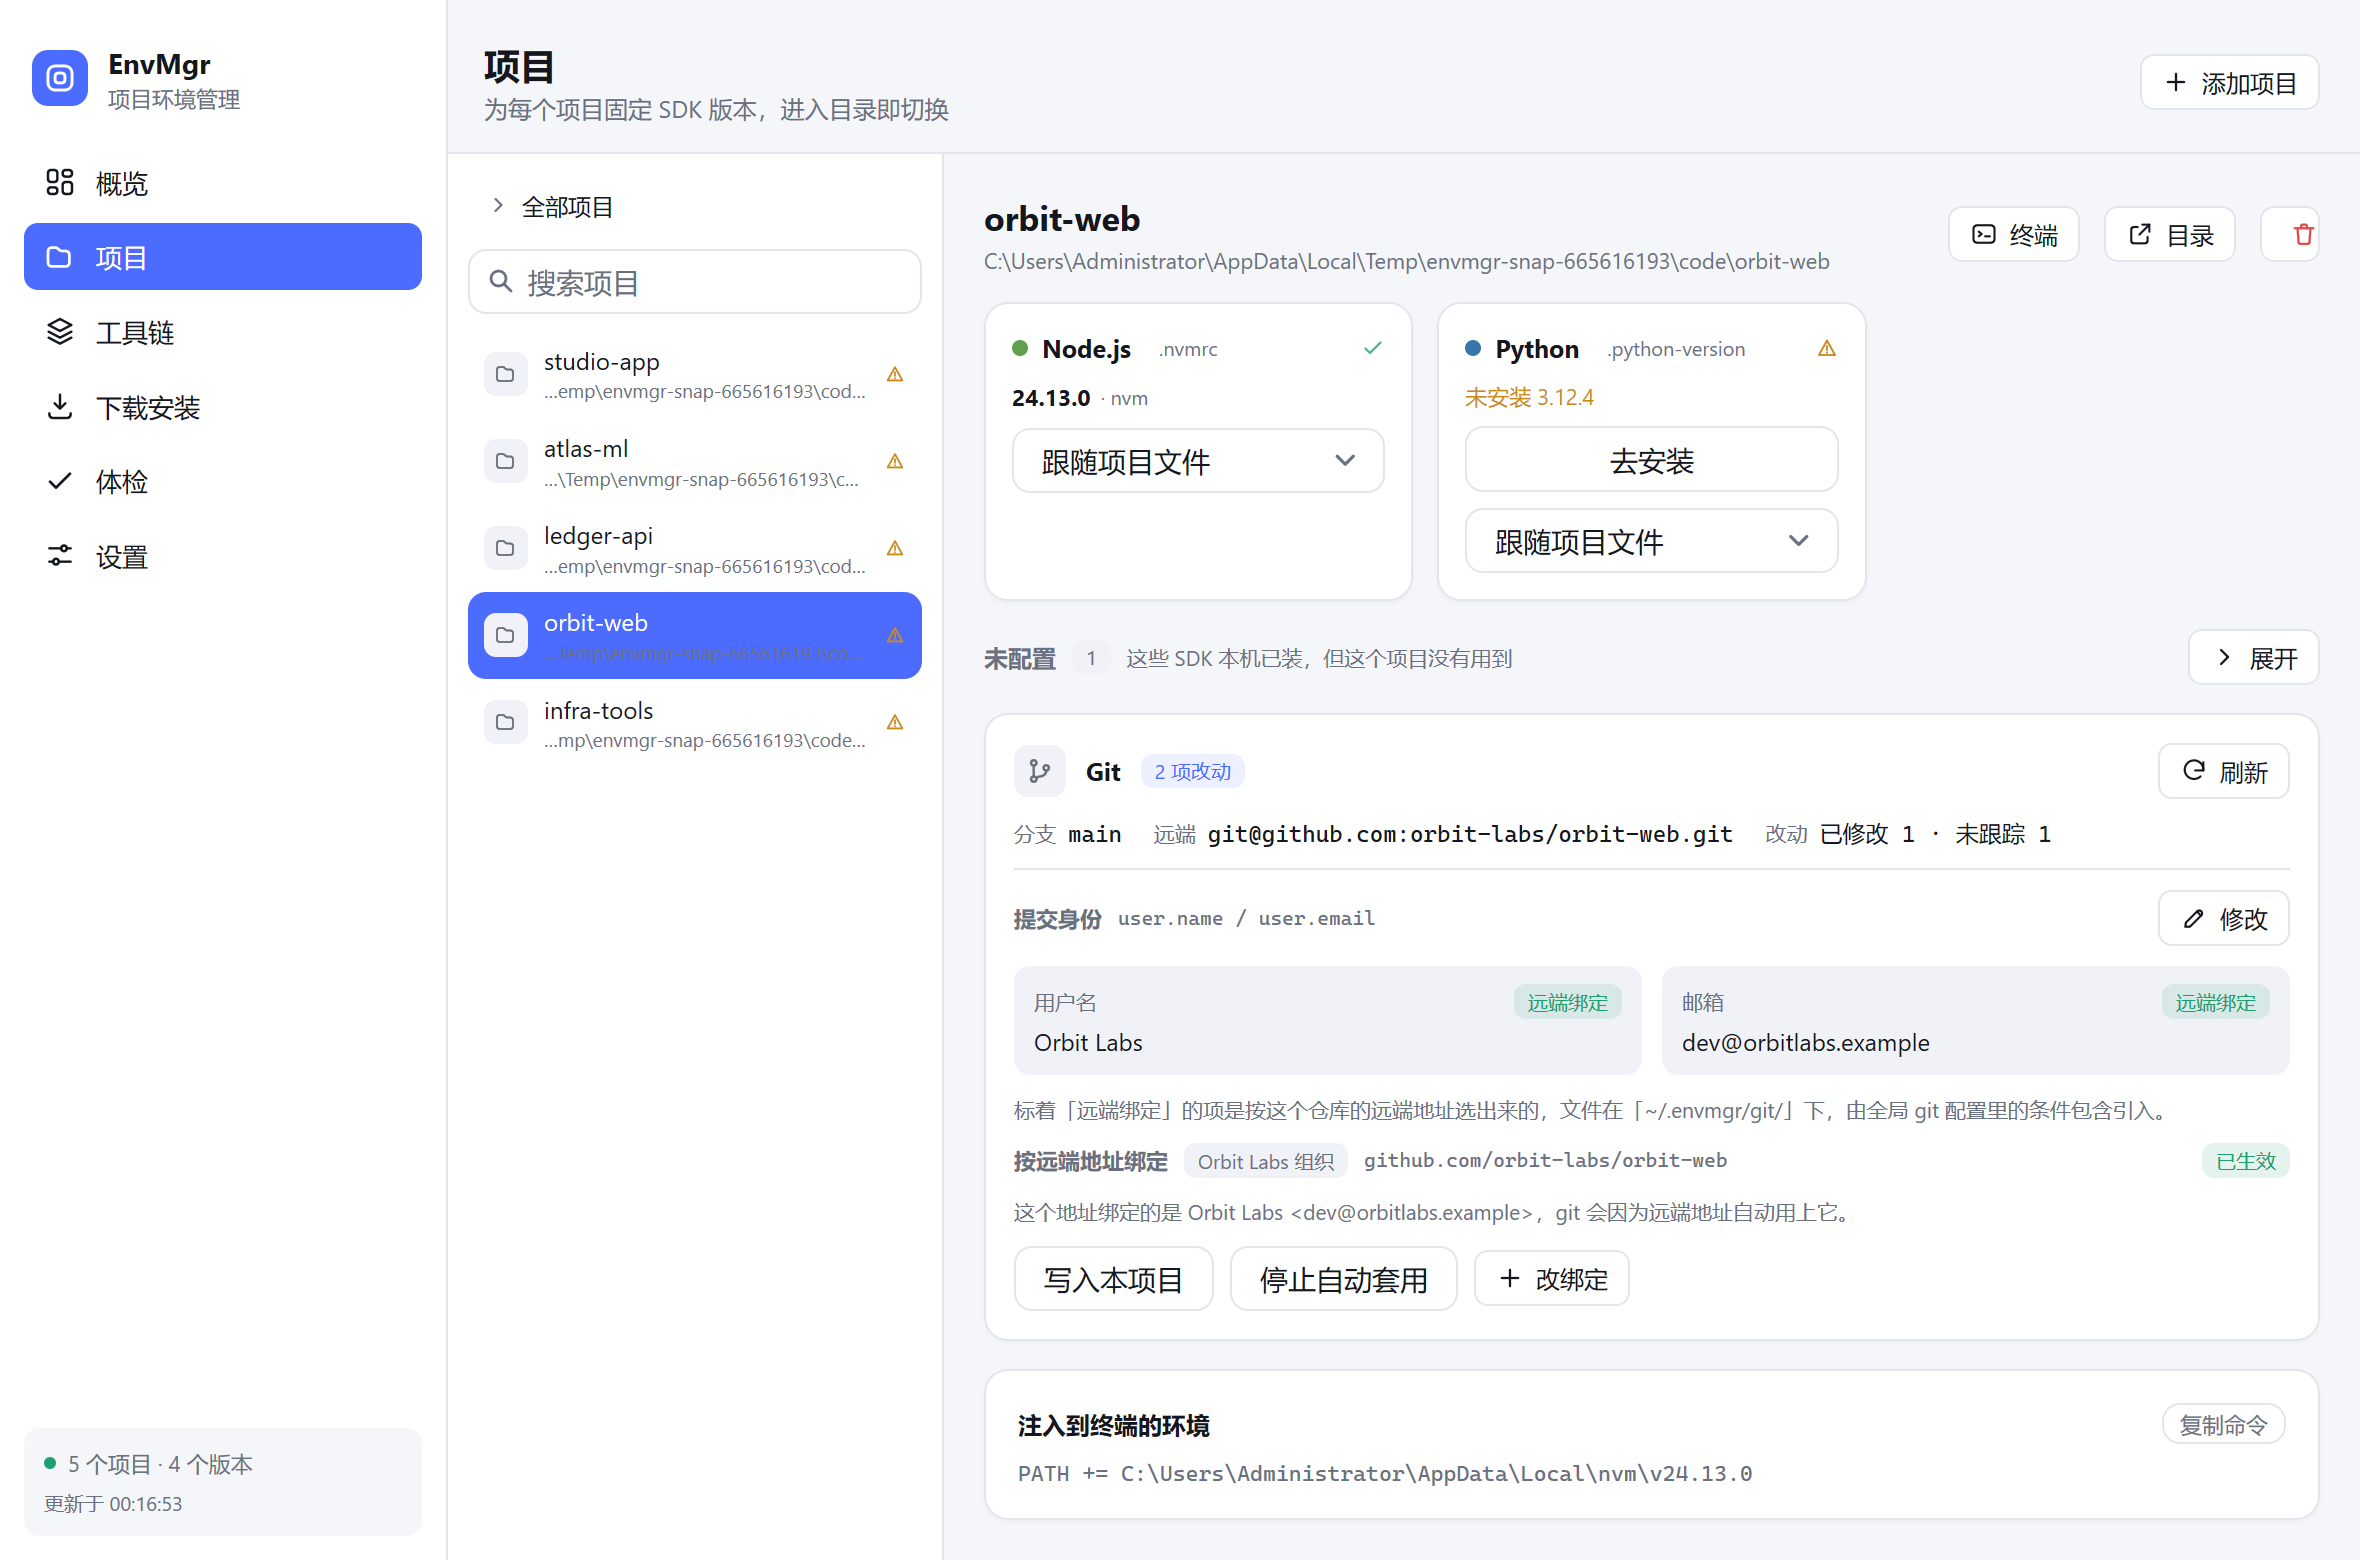 EnvMgr
项目环境管理
概览
项目
工具链
下载安装
体检
设置
5 个项目 · 4 个版本
更新于 00:16:53
项目
为每个项目固定 SDK 版本，进入目录即切换
添加项目
全部项目
搜索项目
studio-app
...emp\envmgr-snap-665616193\cod...
atlas-ml
...\Temp\envmgr-snap-665616193\c...
ledger-api
...emp\envmgr-snap-665616193\cod...
orbit-web
...Temp\envmgr-snap-665616193\co...
infra-tools
...mp\envmgr-snap-665616193\code...
orbit-web
C:\Users\Administrator\AppData\Local\Temp\envmgr-snap-665616193\code\orbit-web
终端
目录
Node.js .nvmrc
24.13.0 · nvm
跟随项目文件
Python .python-version
未安装 3.12.4
去安装
跟随项目文件
未配置 1 这些 SDK 本机已装，但这个项目没有用到
展开
Git 2 项改动
刷新
分支 main 远端 git@github.com:orbit-labs/orbit-web.git 改动 已修改 1 · 未跟踪 1
提交身份 user.name / user.email
修改
用户名 远端绑定
Orbit Labs
邮箱 远端绑定
dev@orbitlabs.example
标着「远端绑定」的项是按这个仓库的远端地址选出来的，文件在「~/.envmgr/git/」下，由全局 git 配置里的条件包含引入。
按远端地址绑定 Orbit Labs 组织 github.com/orbit-labs/orbit-web 已生效
这个地址绑定的是 Orbit Labs <dev@orbitlabs.example>，git 会因为远端地址自动用上它。
写入本项目
停止自动套用
改绑定
注入到终端的环境
复制命令
PATH += C:\Users\Administrator\AppData\Local\nvm\v24.13.0